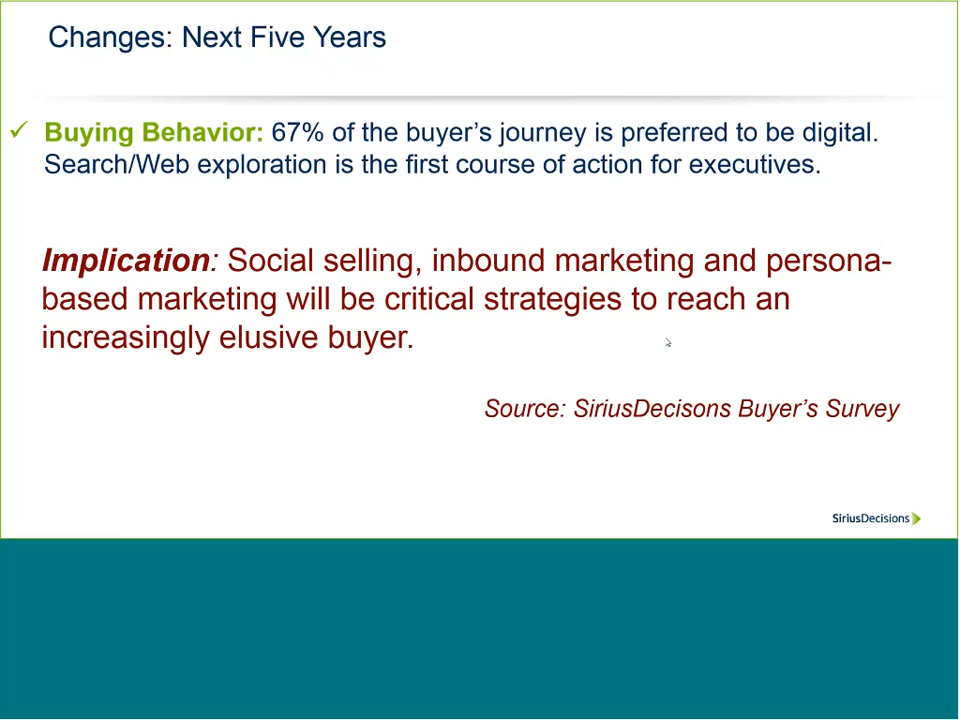 Changes: Next Five Years
Buying Behavior: 67% of the buyer's journey is preferred to be digital.
Search/Web exploration is the first course of action for executives.
Implication: Social selling, inbound marketing and persona-
based marketing will be critical strategies to reach an
increasingly elusive buyer.
Source: SiriusDecisons Buyer's Survey
SiriusDecisions